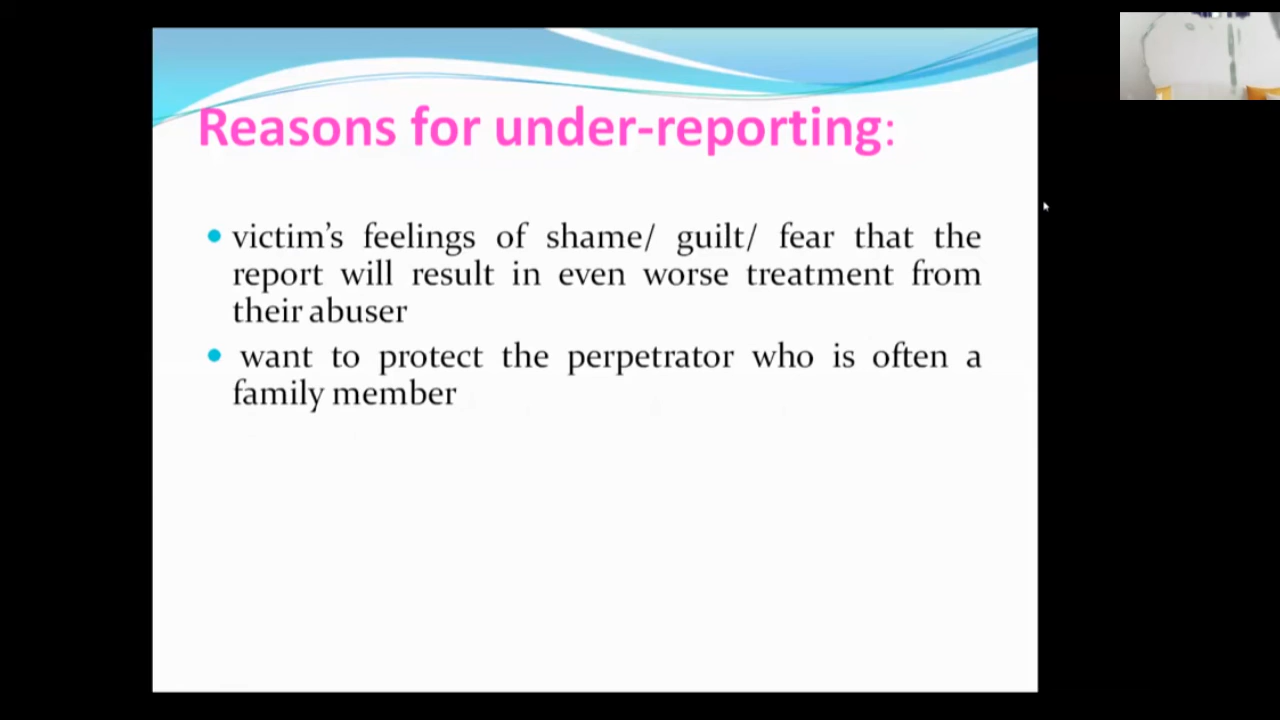 Reasons for under-reporting:
victim’s feelings of shame/ guilt/ fear that the
report will result in even worse treatment from
their abuser
want to protect the perpetrator who is often a
family member